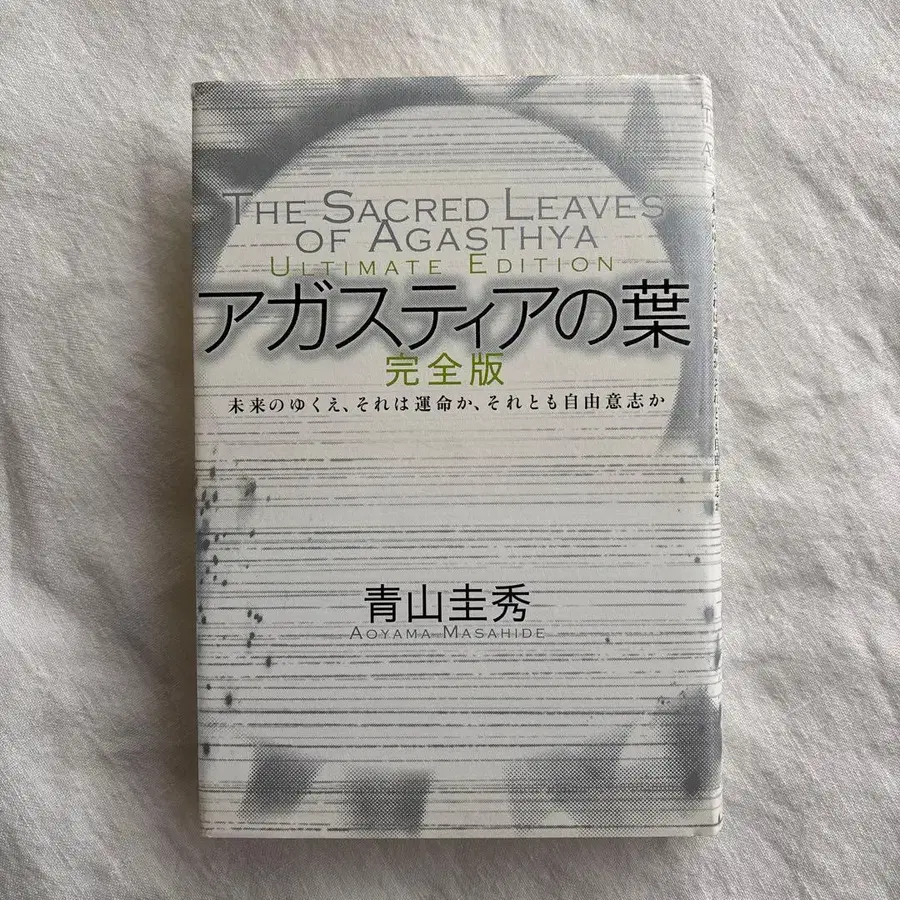 THE SACRED LEAVES
OF AGASTHYA
ULTIMATE EDITION
アガスティアの葉
完全版
未来のゆくえ、それは運命か、それとも自由意志か
青山圭秀
AOYAMA MASAHIDE